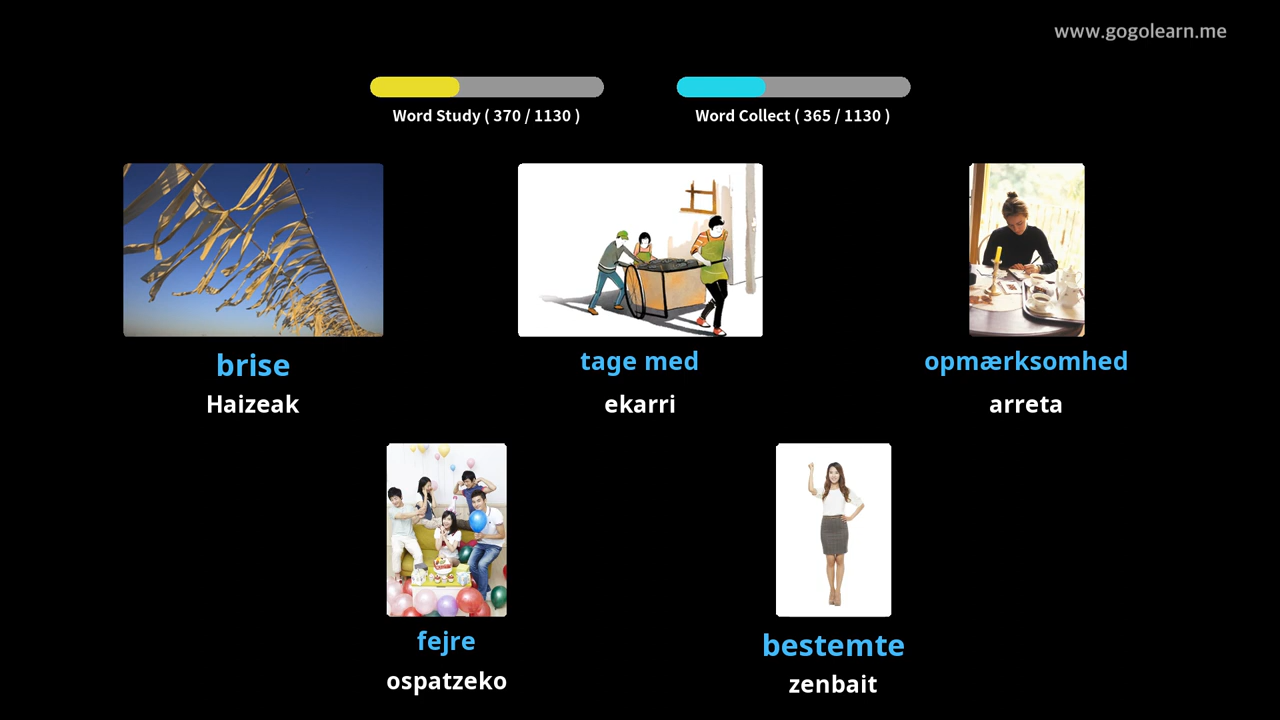 www.gogolearn.me
Word Study ( 370 / 1130 )
Word Collect ( 365 / 1130 )
brise
Haizeak
tage med
ekarri
opmærksomhed
arreta
fejre
ospatzeko
bestemte
zenbait